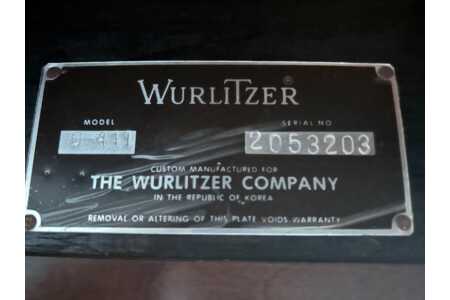 WURLITZER®
MODEL SERIAL NO
2053203
CUSTOM MANUFACTURED FOR
THE WURLITZER COMPANY
IN THE REPUBLIC OF KOREA
REMOVAL OR ALTERING OF THIS PLATE VOIDS WARRANTY